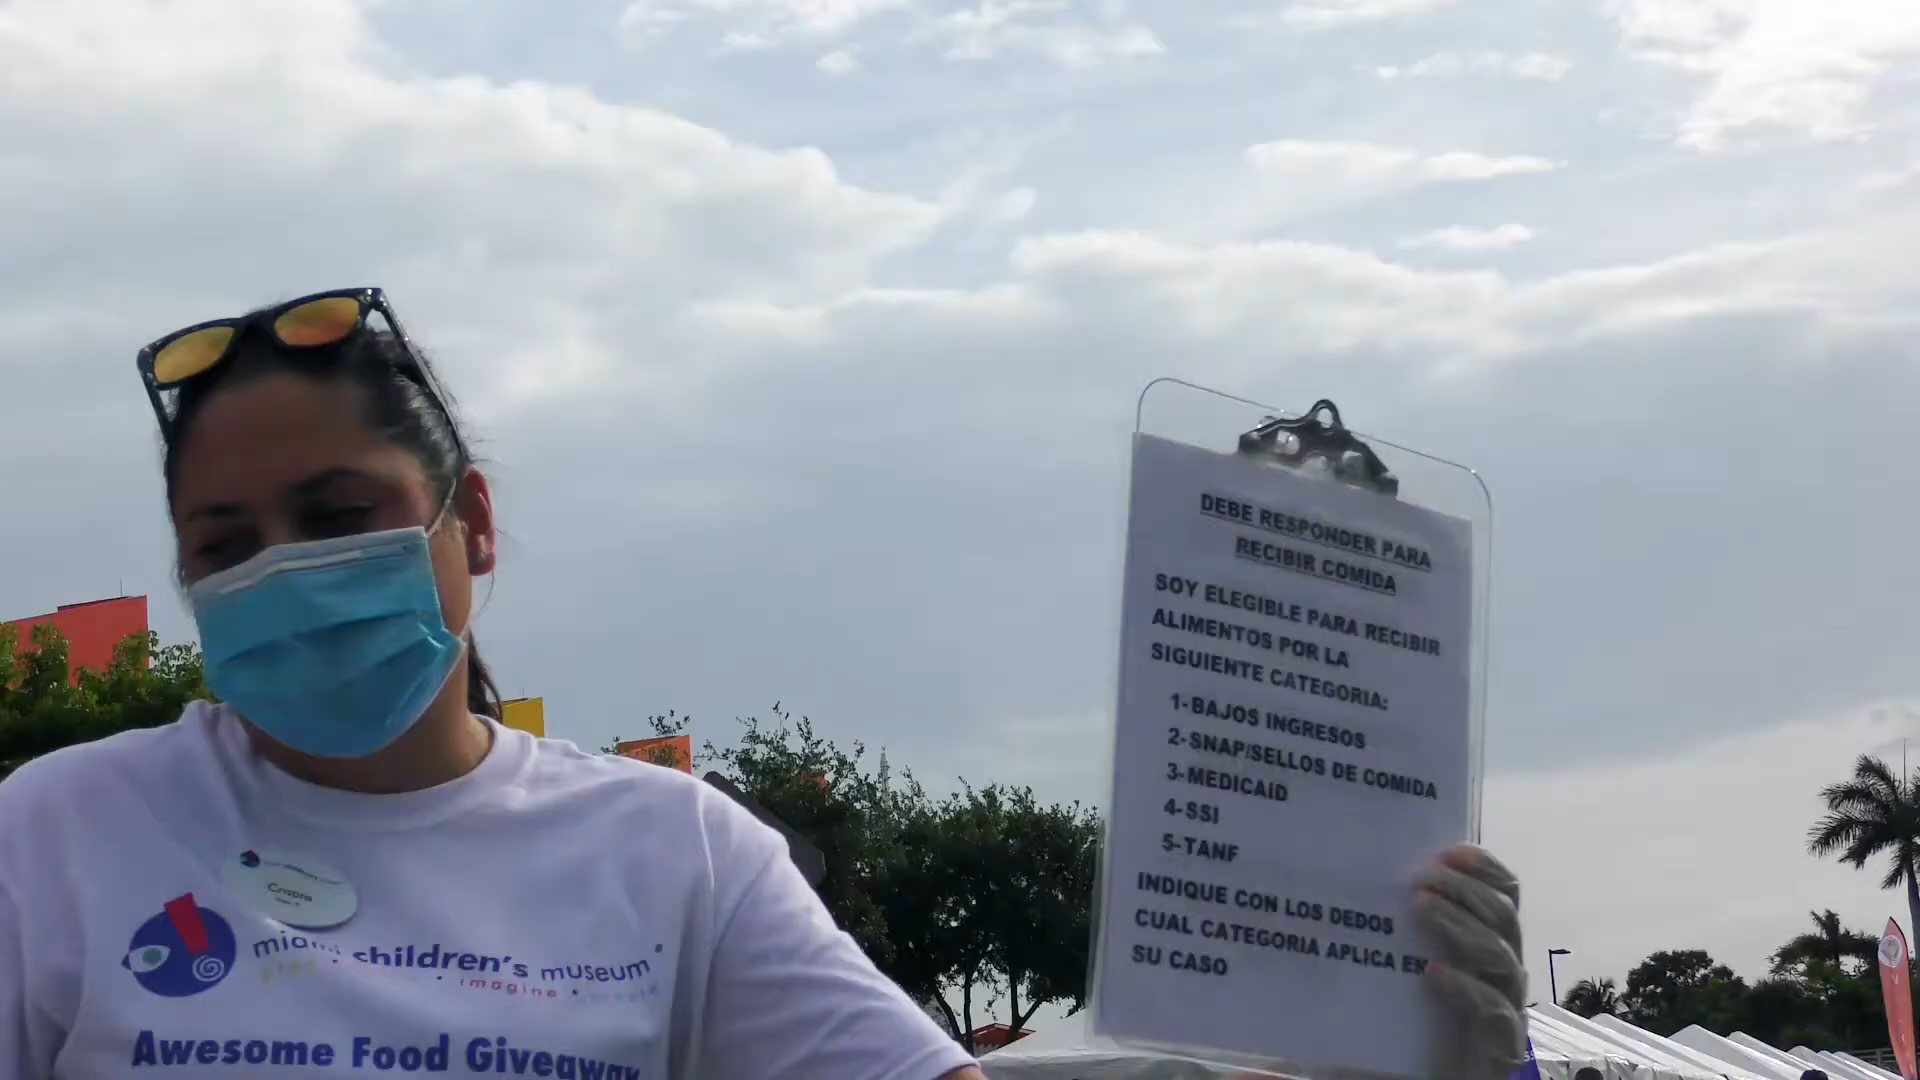 DEBE RESPONDER PARA
RECIBIR COMIDA
SOY ELEGIBLE PARA RECIBIR
ALIMENTOS POR LA
SIGUIENTE CATEGORIA:
1-BAJOS INGRESOS
2-SNAP/SELLOS DE COMIDA
3-MEDICAID
4-SSI
5-TANF
INDIQUE CON LOS DEDOS
CUAL CATEGORIA APLICA EN
SU CASO
miami children's museum
imagine
Awesome Food Giveaway